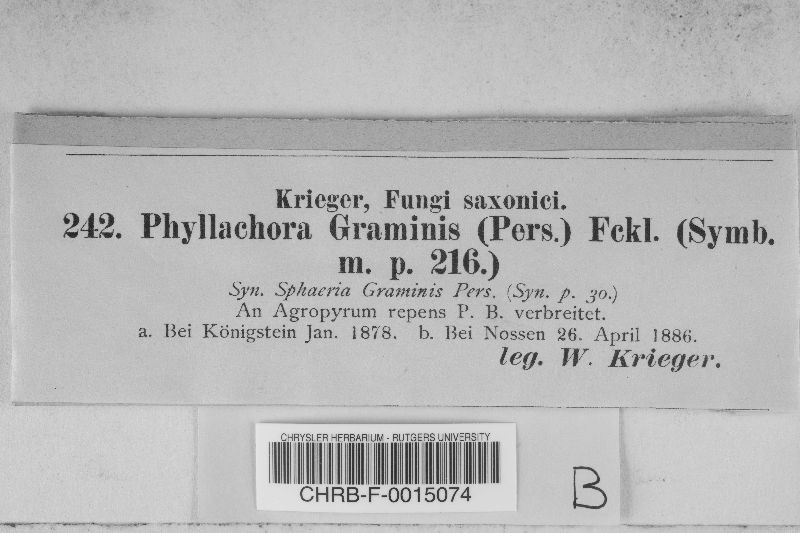 Krieger, Fungi saxonici.
242. Phyllachora Graminis (Pers.) Fckl. (Symb.
m. p. 216.)
Syn. Sphaeria Graminis Pers. (Syn. p. 30.)
An Agropyrum repens P. B. verbreitet.
a. Bei Königstein Jan. 1878. b. Bei Nossen 26. April 1886.
leg. W. Krieger.
CHRYSLER HERBARIUM - RUTGERS UNIVERSITY
CHRB-F-0015074
B